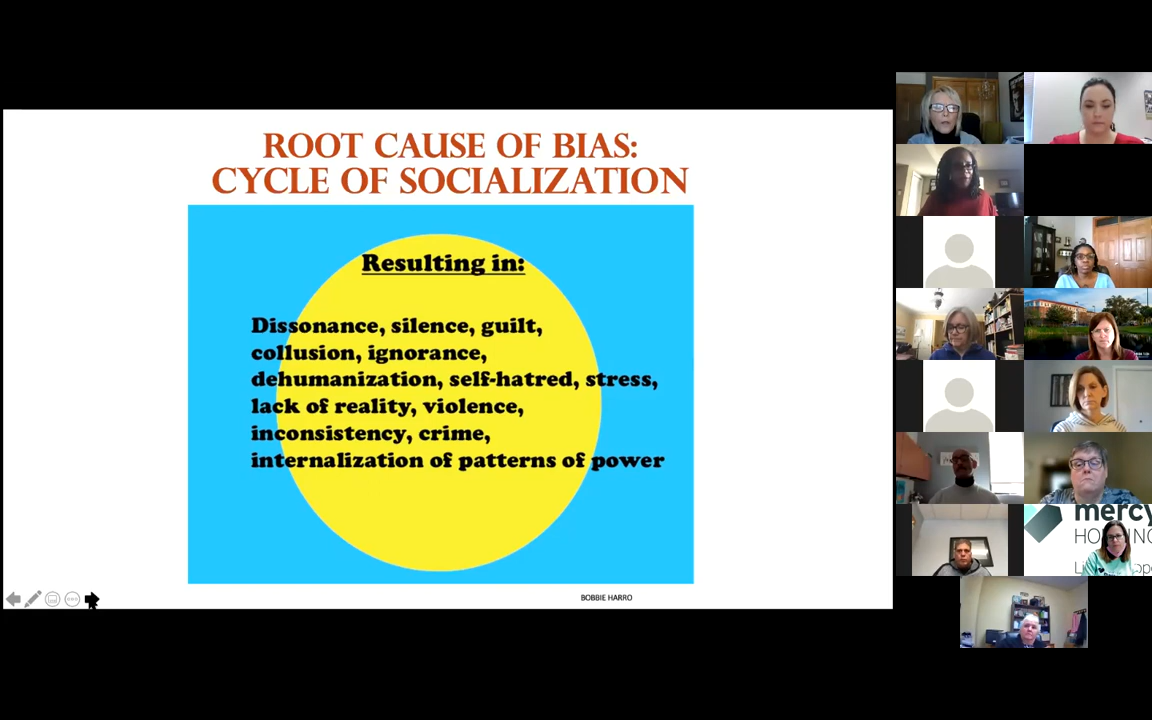 ROOT CAUSE OF BIAS:
CYCLE OF SOCIALIZATION
Resulting in:
Dissonance, silence, guilt,
collusion, ignorance,
dehumanization, self-hatred, stress,
lack of reality, violence,
inconsistency, crime,
internalization of patterns of power
BOBBIE HARRO
mercy